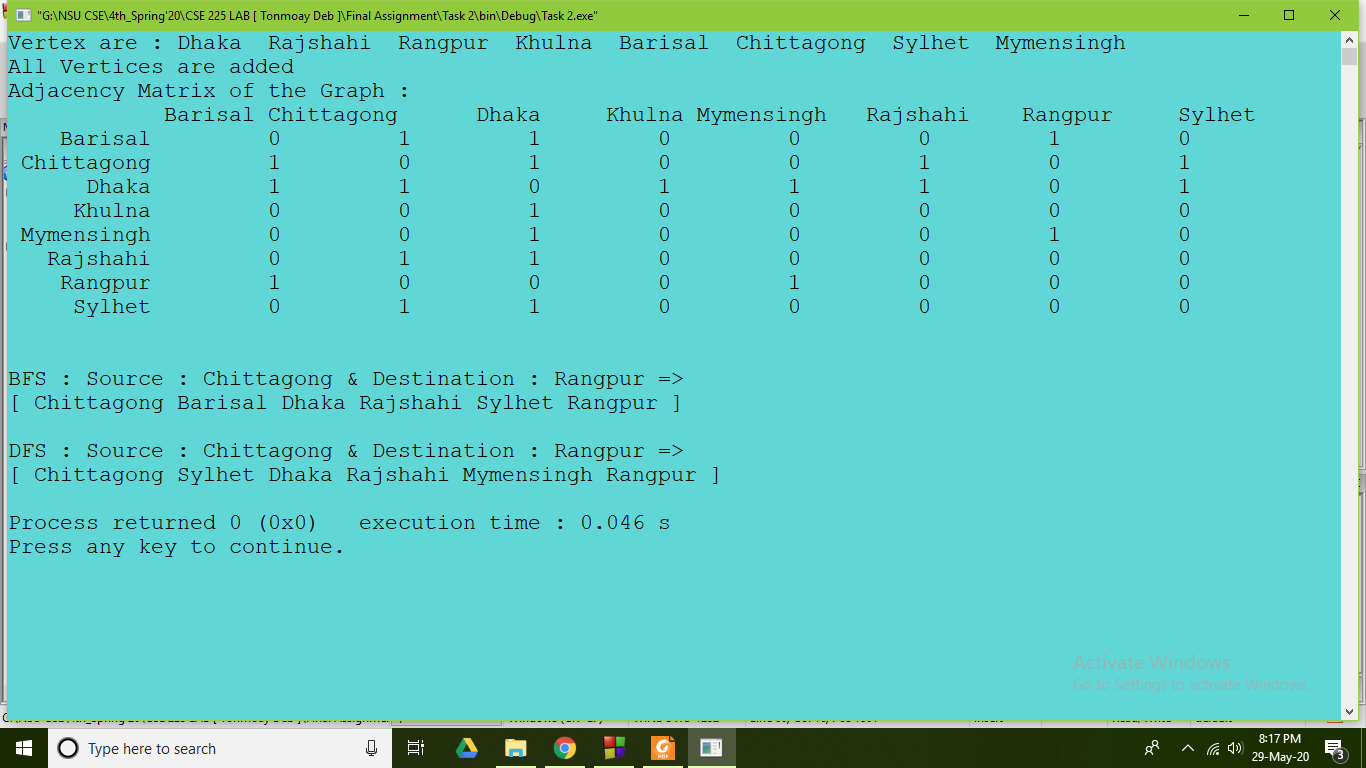 "G:\NSU CSE\4th_Spring'20\CSE 225 LAB [ Tonmoay Deb ]\Final Assignment\Task 2\bin\Debug\Task 2.exe"
Vertex are : Dhaka  Rajshahi  Rangpur  Khulna  Barisal  Chittagong  Sylhet  Mymensingh
All Vertices are added
Adjacency Matrix of the Graph :
Barisal Chittagong Dhaka Khulna Mymensingh Rajshahi Rangpur Sylhet
Barisal 0 1 1 0 0 0 1 0
Chittagong 1 0 1 0 0 1 0 1
Dhaka 1 1 0 1 1 1 0 1
Khulna 0 0 1 0 0 0 0 0
Mymensingh 0 0 1 0 0 0 1 0
Rajshahi 0 1 1 0 0 0 0 0
Rangpur 1 0 0 0 1 0 0 0
Sylhet 0 1 1 0 0 0 0 0
BFS : Source : Chittagong & Destination : Rangpur =>
[ Chittagong Barisal Dhaka Rajshahi Sylhet Rangpur ]
DFS : Source : Chittagong & Destination : Rangpur =>
[ Chittagong Sylhet Dhaka Rajshahi Mymensingh Rangpur ]
Process returned 0 (0x0)   execution time : 0.046 s
Press any key to continue.
Activate Windows
Go to Settings to activate Windows.
Type here to search
PDF
8:17 PM
29-May-20
3